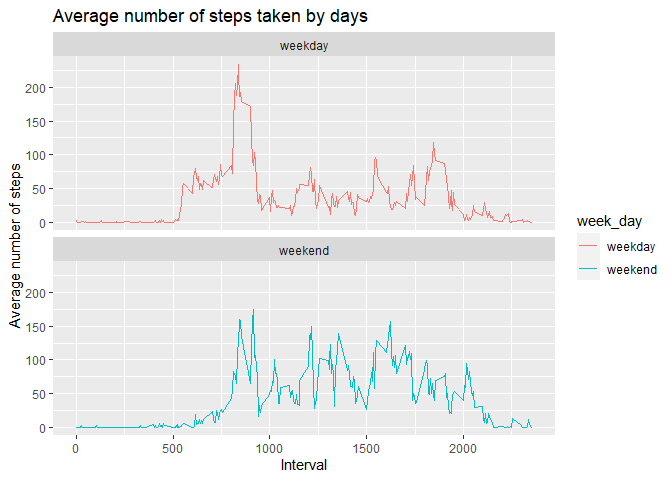 Average number of steps taken by days
weekday
200
150
100
50
0
weekend
200
150
100
50
0
Average number of steps
0 500 1000 1500 2000
Interval
week_day
weekday
weekend